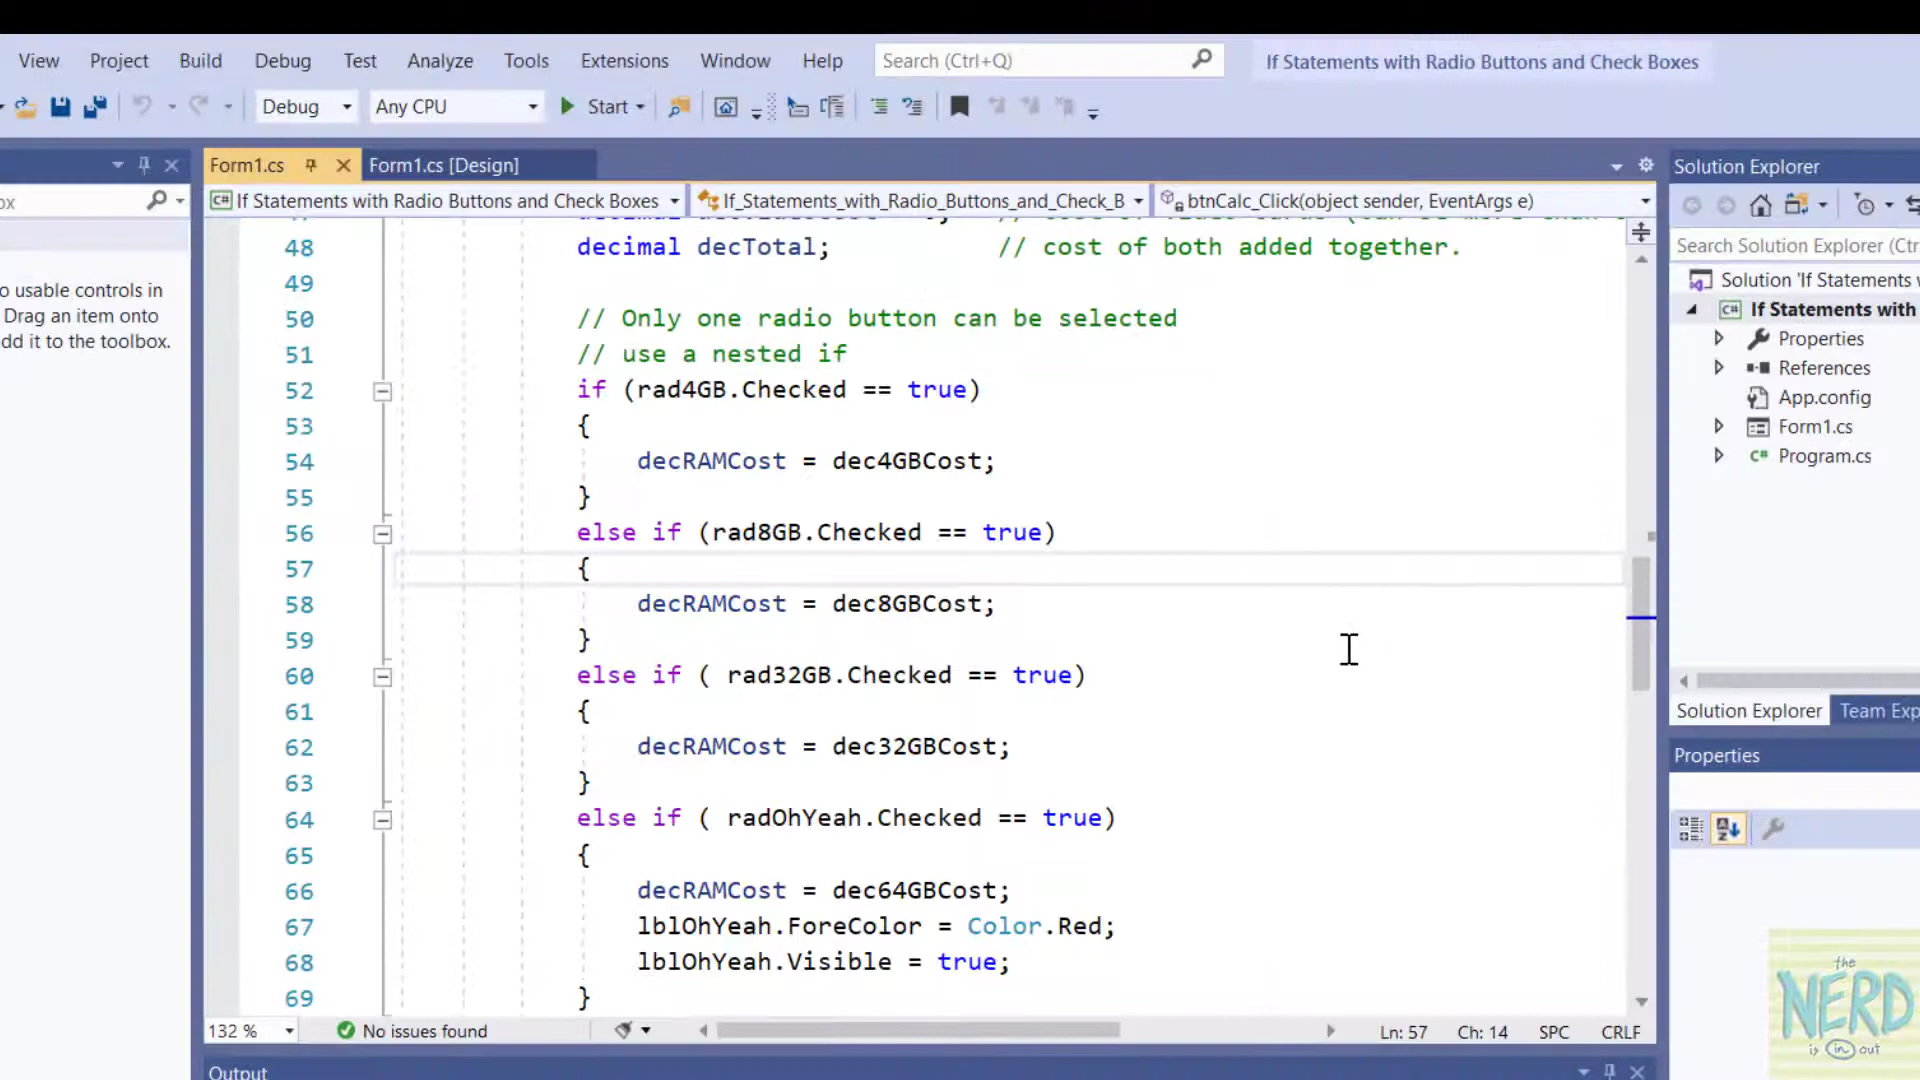 View Project Build Debug Test Analyze Tools Extensions Window Help Search (Ctrl+Q) If Statements with Radio Buttons and Check Boxes
Debug Any CPU Start
Form1.cs Form1.cs [Design]
If Statements with Radio Buttons and Check Boxes If_Statements_with_Radio_Buttons_and_Check_B btnCalc_Click(object sender, EventArgs e)
48 decimal decTotal; // cost of both added together.
49
50 // Only one radio button can be selected
51 // use a nested if
52 if (rad4GB.Checked == true)
53 {
54 decRAMCost = dec4GBCost;
55 }
56 else if (rad8GB.Checked == true)
57 {
58 decRAMCost = dec8GBCost;
59 }
60 else if ( rad32GB.Checked == true)
61 {
62 decRAMCost = dec32GBCost;
63 }
64 else if ( radOhYeah.Checked == true)
65 {
66 decRAMCost = dec64GBCost;
67 lblOhYeah.ForeColor = Color.Red;
68 lblOhYeah.Visible = true;
69 }
132 % No issues found Ln: 57 Ch: 14 SPC CRLF
Output
ox
o usable controls in
Drag an item onto
dd it to the toolbox.
Solution Explorer
Search Solution Explorer (Ctr
Solution 'If Statements
If Statements with
Properties
References
App.config
Form1.cs
Program.cs
Solution Explorer Team Exp
Properties
the
NERD
is in out